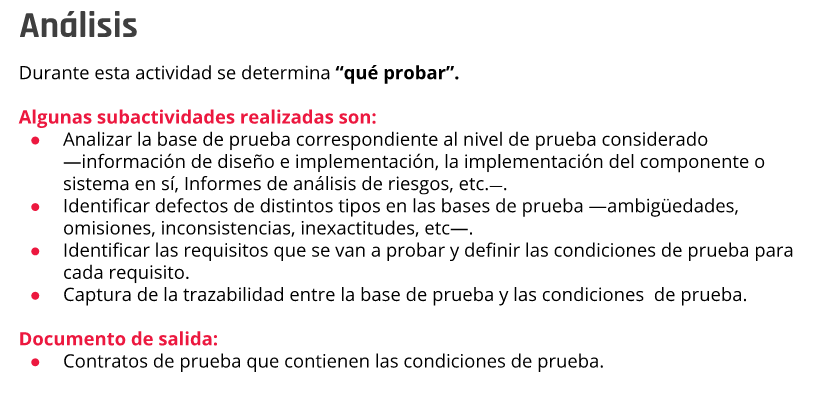 Análisis
Durante esta actividad se determina “qué probar”.
Algunas subactividades realizadas son:
● Analizar la base de prueba correspondiente al nivel de prueba considerado
—información de diseño e implementación, la implementación del componente o
sistema en sí, Informes de análisis de riesgos, etc.—.
● Identificar defectos de distintos tipos en las bases de prueba —ambigüedades,
omisiones, inconsistencias, inexactitudes, etc—.
● Identificar las requisitos que se van a probar y definir las condiciones de prueba para
cada requisito.
● Captura de la trazabilidad entre la base de prueba y las condiciones  de prueba.
Documento de salida:
● Contratos de prueba que contienen las condiciones de prueba.